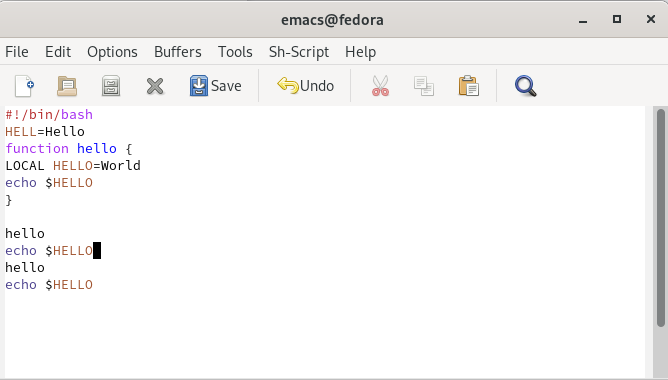 emacs@fedora
File Edit Options Buffers Tools Sh-Script Help
Save Undo
#!/bin/bash
HELL=Hello
function hello {
LOCAL HELLO=World
echo $HELLO
}
hello
echo $HELLO
hello
echo $HELLO